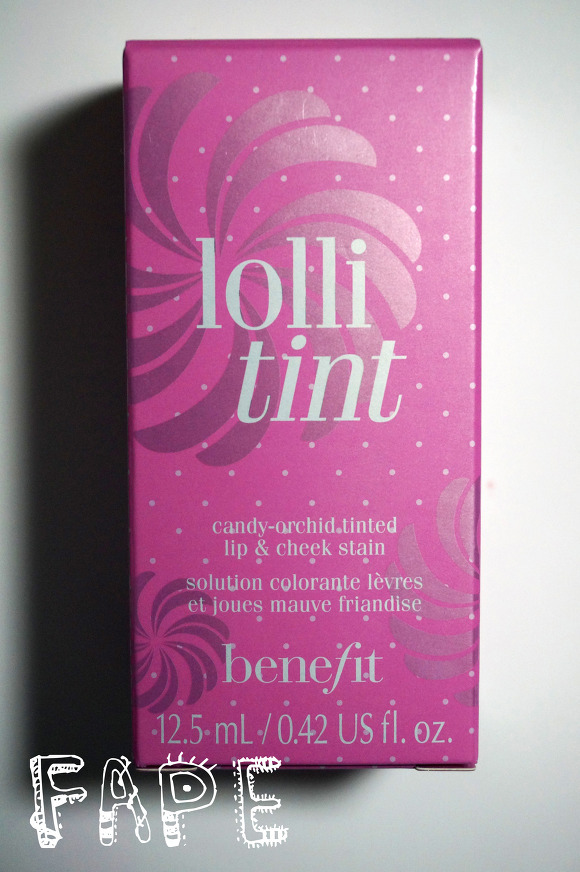 lolli
tint
candy-orchid tinted
lip & cheek stain
solution colorante lèvres
et joues mauve friandise
benefit
12.5 mL / 0.42 US fl. oz.
FAPE